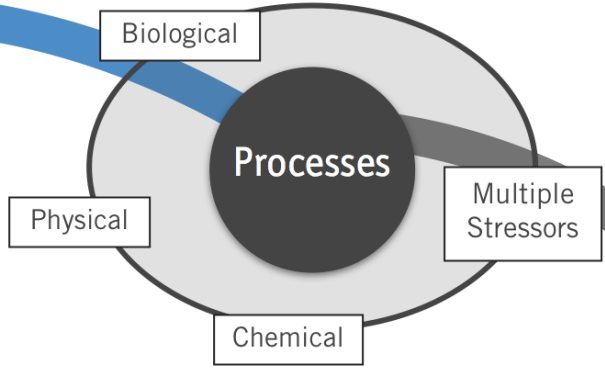 Biological
Processes
Multiple
Stressors
Physical
Chemical